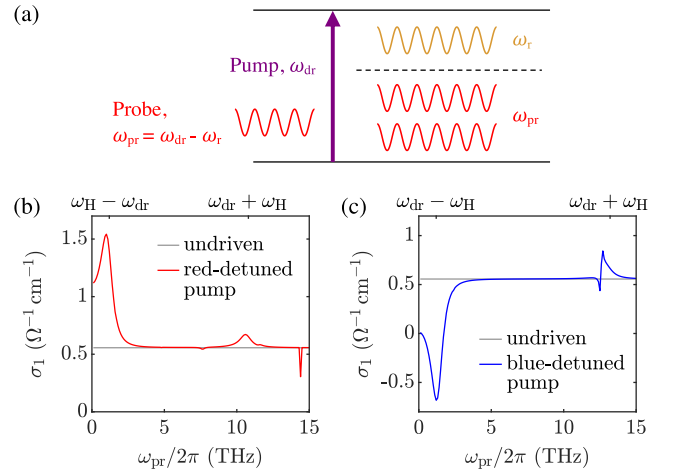 (a)
Pump, ω_dr
ω_r
Probe,
ω_pr = ω_dr - ω_r
ω_pr
(b)
ω_H − ω_dr
ω_dr + ω_H
σ_1 (Ω^−1 cm^−1)
1.5
1
0.5
0
undriven
red-detuned
pump
0
5
10
15
ω_pr/2π (THz)
(c)
ω_dr − ω_H
ω_dr + ω_H
σ_1 (Ω^−1 cm^−1)
1
0.5
0
-0.5
undriven
blue-detuned
pump
0
5
10
15
ω_pr/2π (THz)